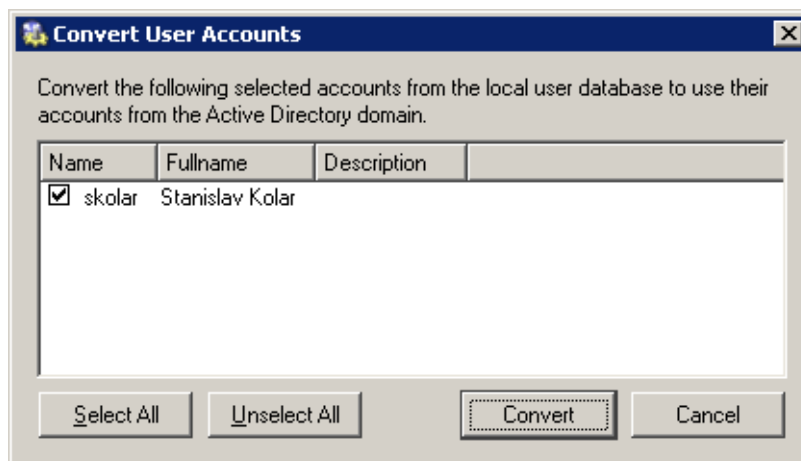 Convert User Accounts
Convert the following selected accounts from the local user database to use their
accounts from the Active Directory domain.
Name Fullname Description
skolar Stanislav Kolar
Select All Unselect All Convert Cancel